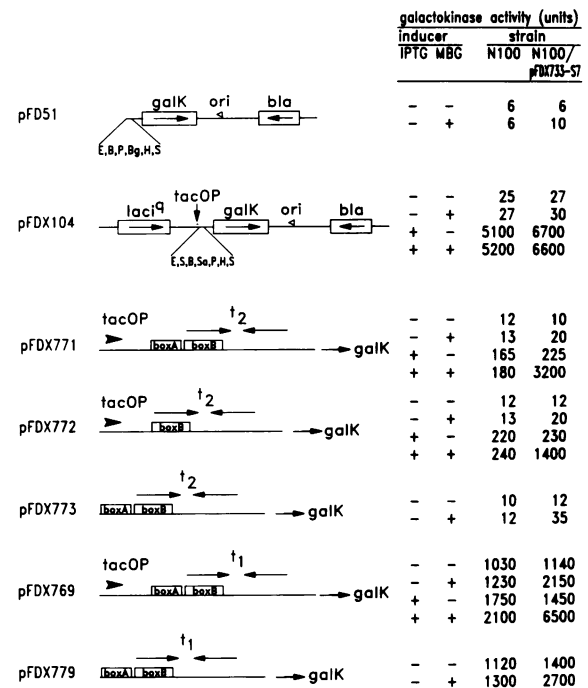 galactokinase activity (units)
inducer strain
IPTG MBG N100 N100/pFDX733-S7
pFD51 galK ori bla
E,B,P,Bg,H,S
- - 6 6
- + 6 10
pFDX104 laciq tacOP galK ori bla
E,S,B,Sa,P,H,S
- - 25 27
- + 27 30
+ - 5100 6700
+ + 5200 6600
pFDX771 tacOP boxA boxB t2 galK
- - 12 10
- + 13 20
+ - 165 225
+ + 180 3200
pFDX772 tacOP boxB t2 galK
- - 12 12
- + 13 20
+ - 220 230
+ + 240 1400
pFDX773 boxA boxB t2 galK
- - 10 12
- + 12 35
pFDX769 tacOP boxA boxB t1 galK
- - 1030 1140
- + 1230 2150
+ - 1750 1450
+ + 2100 6500
pFDX779 boxA boxB t1 galK
- - 1120 1400
- + 1300 2700